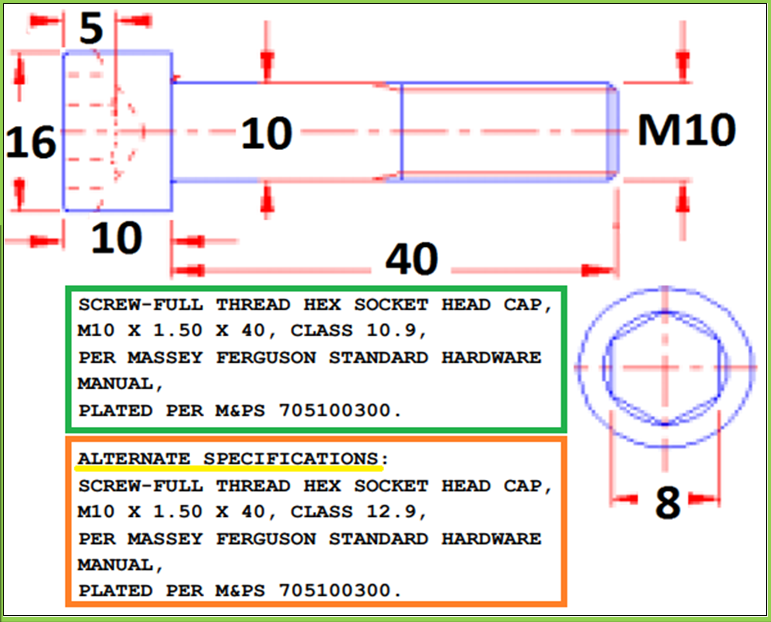 5
16
10
M10
10
40
SCREW-FULL THREAD HEX SOCKET HEAD CAP,
M10 X 1.50 X 40, CLASS 10.9,
PER MASSEY FERGUSON STANDARD HARDWARE
MANUAL,
PLATED PER M&PS 705100300.
ALTERNATE SPECIFICATIONS:
SCREW-FULL THREAD HEX SOCKET HEAD CAP,
M10 X 1.50 X 40, CLASS 12.9,
PER MASSEY FERGUSON STANDARD HARDWARE
MANUAL,
PLATED PER M&PS 705100300.
8